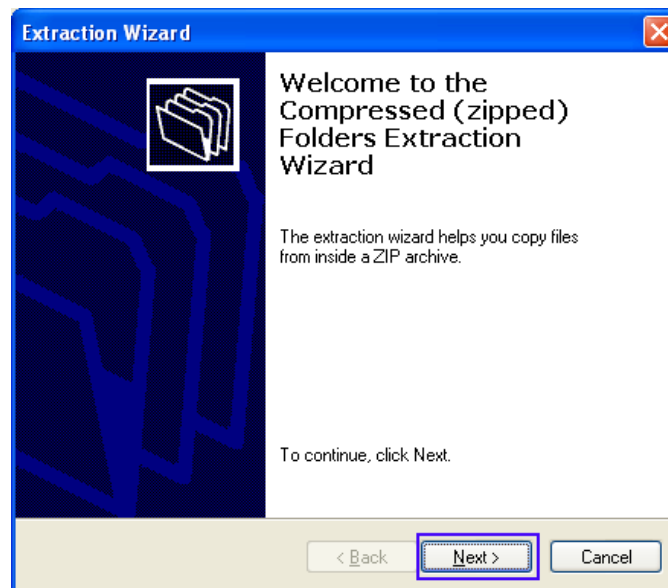 Extraction Wizard
Welcome to the
Compressed (zipped)
Folders Extraction
Wizard
The extraction wizard helps you copy files
from inside a ZIP archive.
To continue, click Next.
< Back Next > Cancel